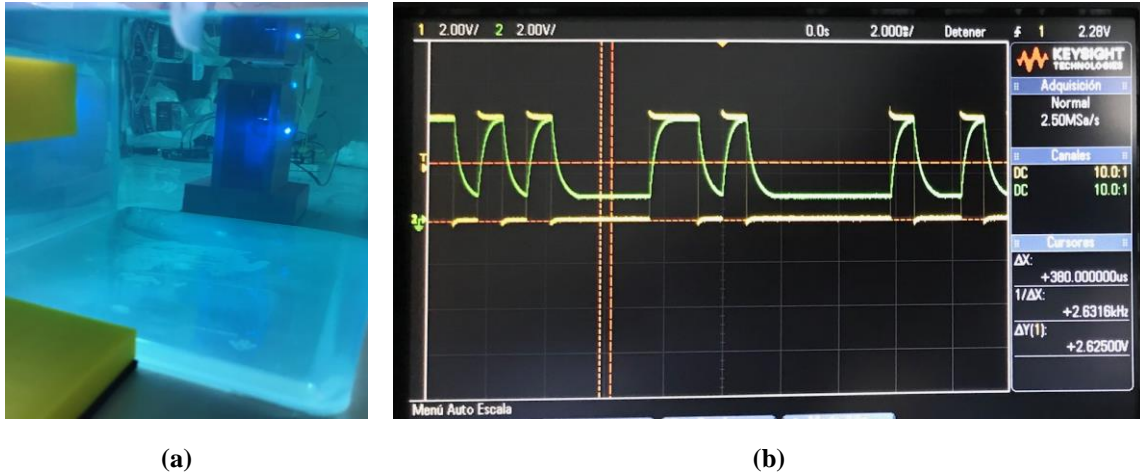 1 2.00V/ 2 2.00V/ 0.0s 2.000s/ Detener 1 2.28V
KEYSIGHT
TECHNOLOGIES
Adquisición
Normal
2.50MSa/s
Canales
DC 10.0:1
DC 10.0:1
Cursores
ΔX:
+380.000000us
1/ΔX:
+2.6316kHz
ΔY(1):
+2.62500V
T
2
Menú Auto Escala
(a) (b)